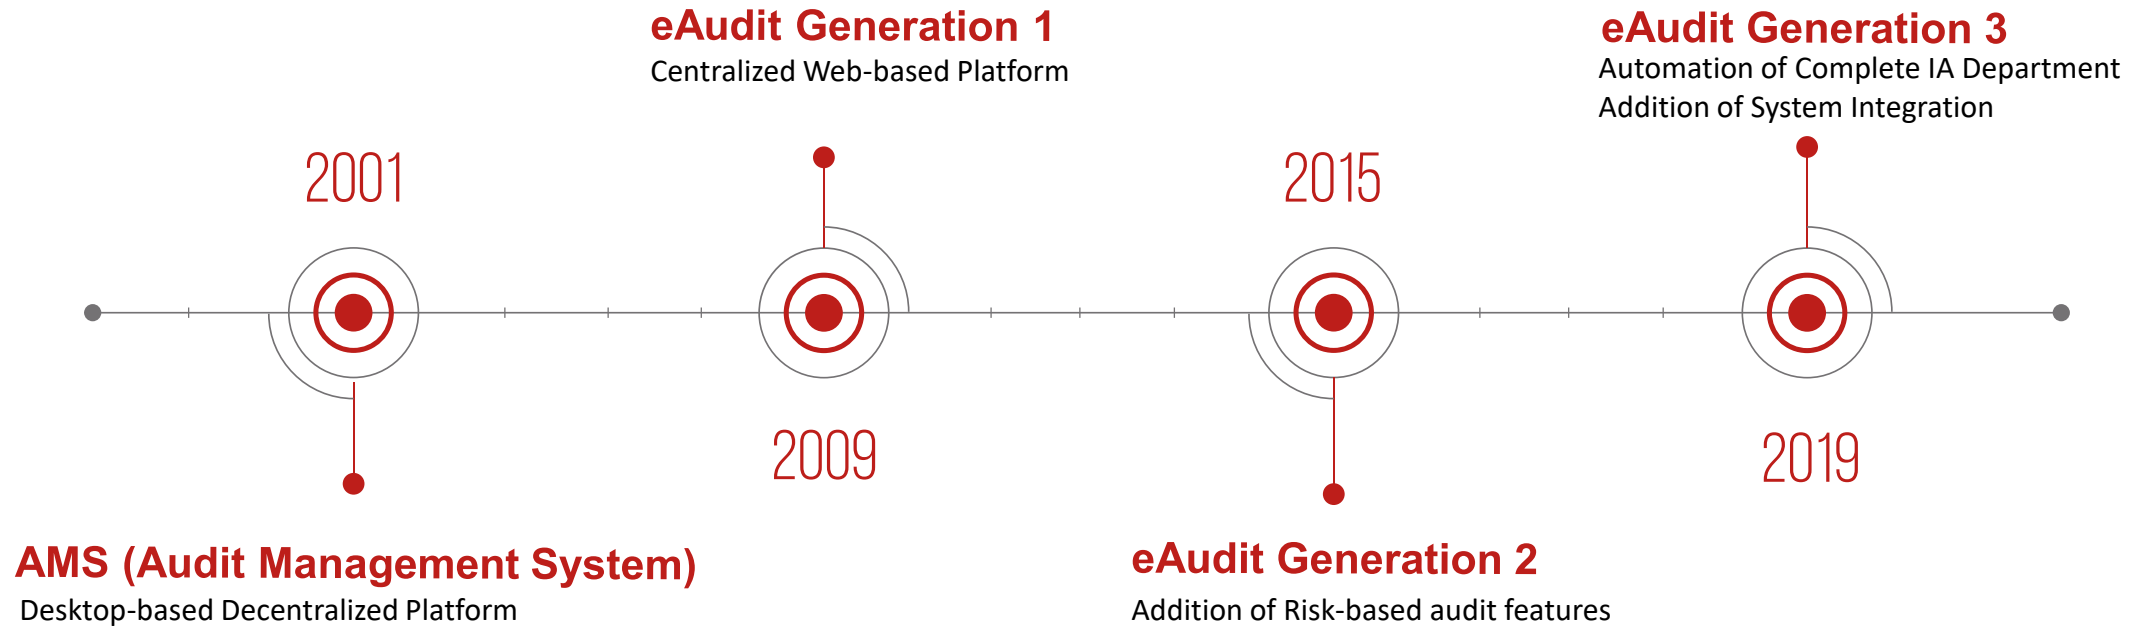 eAudit Generation 1
Centralized Web-based Platform
eAudit Generation 3
Automation of Complete IA Department
Addition of System Integration
2001
2015
2009
2019
AMS (Audit Management System)
Desktop-based Decentralized Platform
eAudit Generation 2
Addition of Risk-based audit features